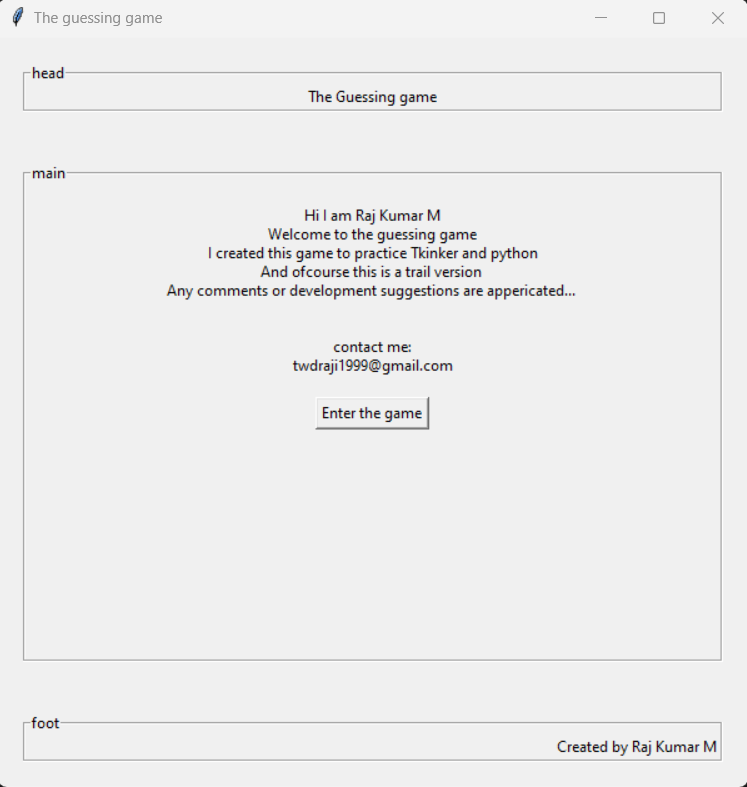 The guessing game
head
The Guessing game
main
Hi I am Raj Kumar M
Welcome to the guessing game
I created this game to practice Tkinker and python
And ofcourse this is a trail version
Any comments or development suggestions are appericated...
contact me:
twdraji1999@gmail.com
Enter the game
foot
Created by Raj Kumar M